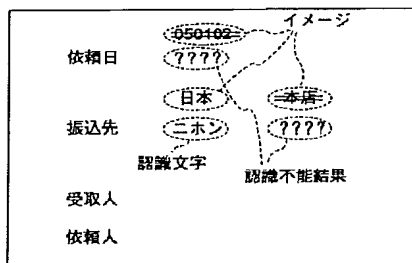 イメージ
050102
依頼日 ????
日本 本店
振込先 ニホン ????
認識文字 認識不能結果
受取人
依頼人